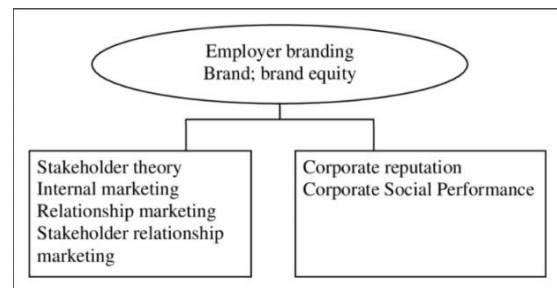 Employer branding
Brand; brand equity
Stakeholder theory
Internal marketing
Relationship marketing
Stakeholder relationship
marketing
Corporate reputation
Corporate Social Performance